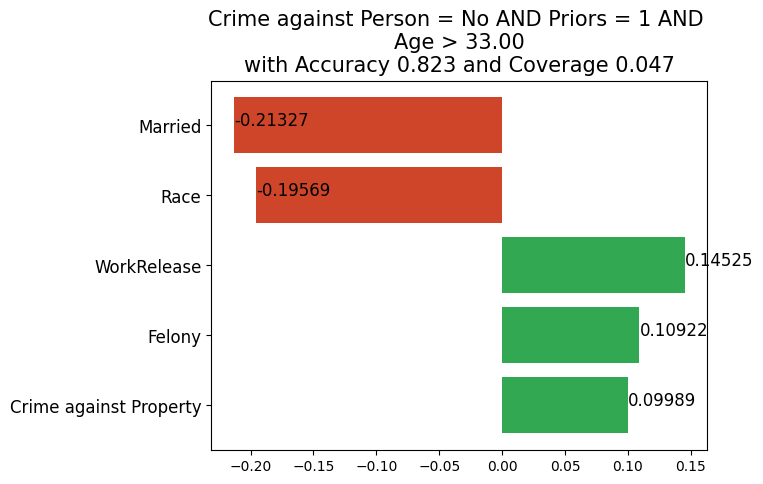 Crime against Person = No AND Priors = 1 AND
Age > 33.00
with Accuracy 0.823 and Coverage 0.047
Married
-0.21327
Race
-0.19569
WorkRelease
0.14525
Felony
0.10922
Crime against Property
0.09989
−0.20 −0.15 −0.10 −0.05 0.00 0.05 0.10 0.15